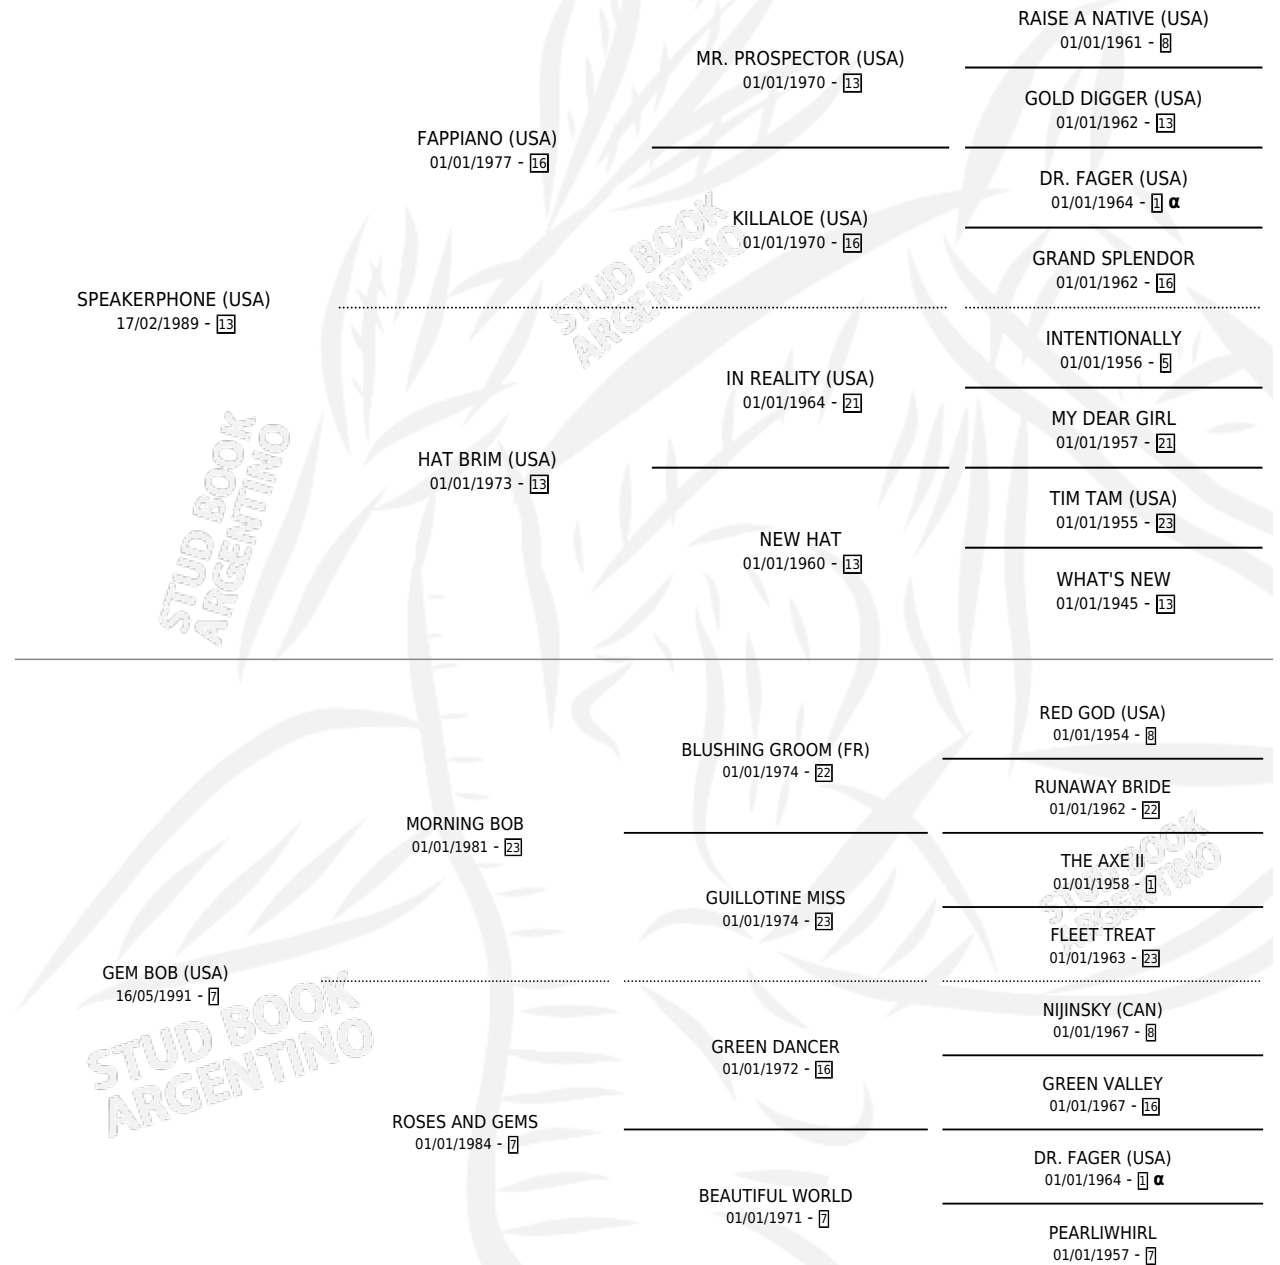 RAISE A NATIVE (USA)
01/01/1961 - 8
MR. PROSPECTOR (USA)
01/01/1970 - 13
GOLD DIGGER (USA)
01/01/1962 - 13
FAPPIANO (USA)
01/01/1977 - 16
DR. FAGER (USA)
01/01/1964 - 1 α
KILLALOE (USA)
01/01/1970 - 16
GRAND SPLENDOR
01/01/1962 - 16
SPEAKERPHONE (USA)
17/02/1989 - 13
INTENTIONALLY
01/01/1956 - 5
IN REALITY (USA)
01/01/1964 - 21
MY DEAR GIRL
01/01/1957 - 21
HAT BRIM (USA)
01/01/1973 - 13
TIM TAM (USA)
01/01/1955 - 23
NEW HAT
01/01/1960 - 13
WHAT'S NEW
01/01/1945 - 13
RED GOD (USA)
01/01/1954 - 8
BLUSHING GROOM (FR)
01/01/1974 - 22
RUNAWAY BRIDE
01/01/1962 - 22
MORNING BOB
01/01/1981 - 23
THE AXE II
01/01/1958 - 1
GUILLOTINE MISS
01/01/1974 - 23
FLEET TREAT
01/01/1963 - 23
GEM BOB (USA)
16/05/1991 - 7
NIJINSKY (CAN)
01/01/1967 - 8
GREEN DANCER
01/01/1972 - 16
GREEN VALLEY
01/01/1967 - 16
ROSES AND GEMS
01/01/1984 - 7
DR. FAGER (USA)
01/01/1964 - 1 α
BEAUTIFUL WORLD
01/01/1971 - 7
PEARLIWHIRL
01/01/1957 - 7
STUD BOOK
ARGENTINO
STUD BOOK
ARGENTINO
STUD BOOK
ARGENTINO
STUD BOOK
ARGENTINO